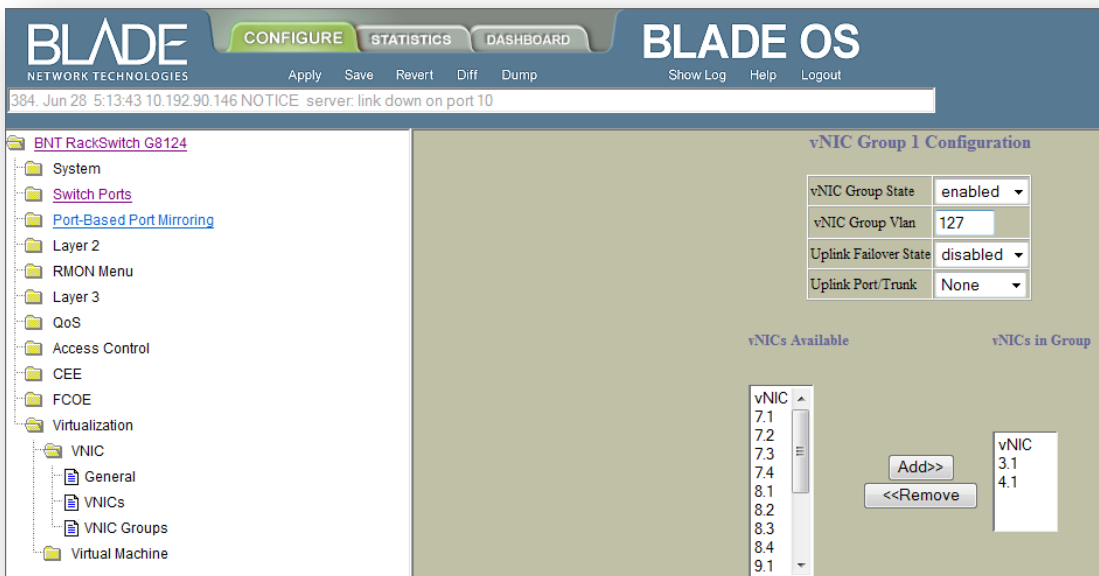 BLADE
NETWORK TECHNOLOGIES
CONFIGURE STATISTICS DASHBOARD
BLADE OS
Apply Save Revert Diff Dump
Show Log Help Logout
384. Jun 28 5:13:43 10.192.90.146 NOTICE server: link down on port 10
BNT RackSwitch G8124
System
Switch Ports
Port-Based Port Mirroring
Layer 2
RMON Menu
Layer 3
QoS
Access Control
CEE
FCOE
Virtualization
VNIC
General
VNICs
VNIC Groups
Virtual Machine
vNIC Group 1 Configuration
vNIC Group State enabled
vNIC Group Vlan 127
Uplink Failover State disabled
Uplink Port/Trunk None
vNICs Available
vNIC
7.1
7.2
7.3
7.4
8.1
8.2
8.3
8.4
9.1
Add>>
<<Remove
vNICs in Group
vNIC
3.1
4.1